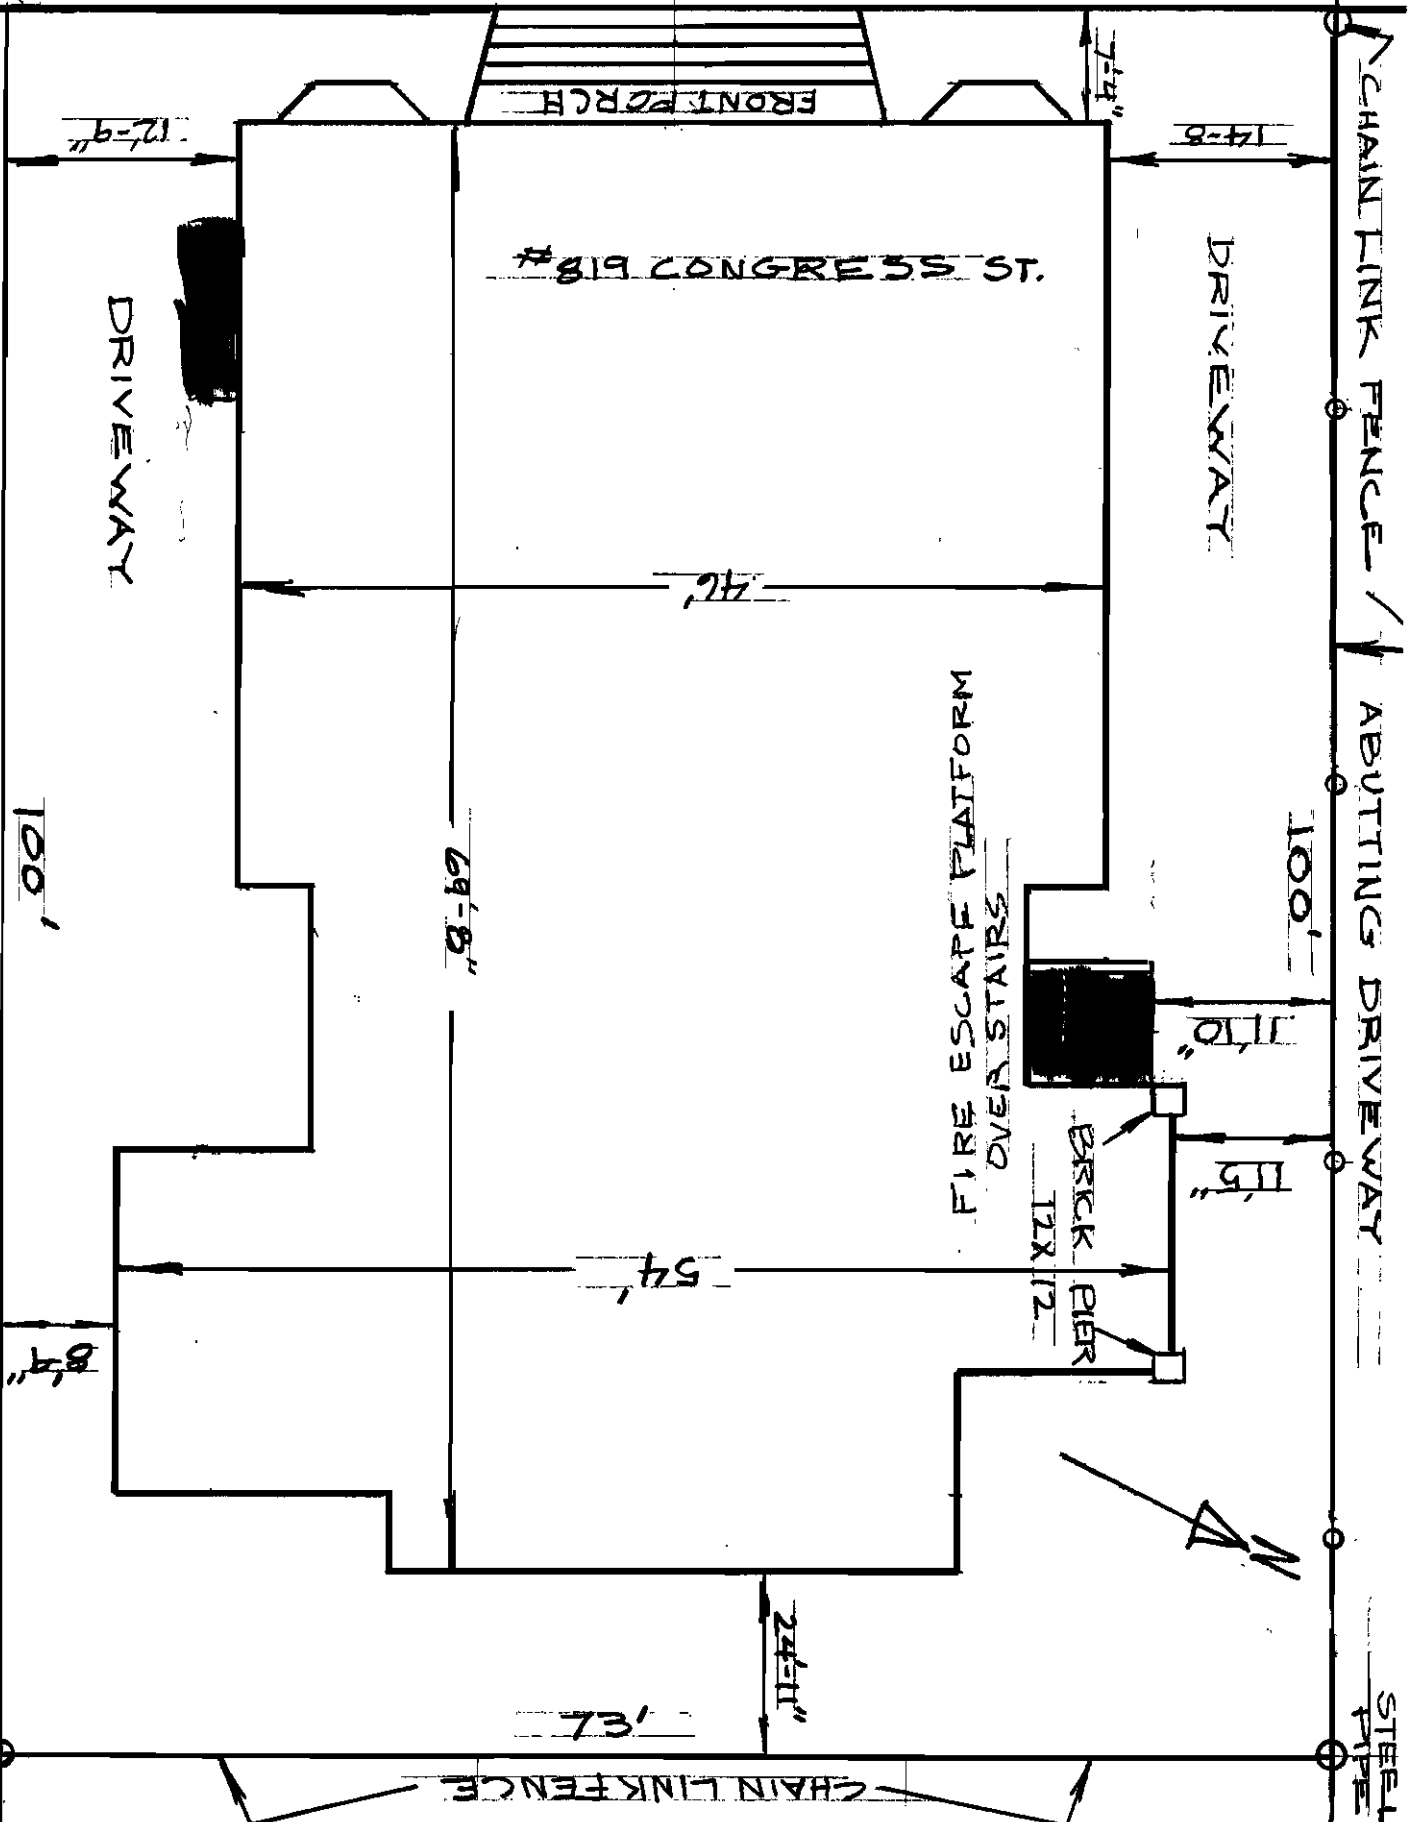 FRONT PORCH
7'-4"
12'-9"
14-8
#819 CONGRESS ST.
CHAIN LINK FENCE /
ABUTTING DRIVEWAY
DRIVEWAY
DRIVEWAY
46'
FIRE ESCAPE PLATFORM
OVER STAIRS
69'-8"
100'
100'
11'10"
11'5"
BRICK PIER
12X12
54'
8'-9"
N
24'-11"
73'
CHAIN LINK FENCE
STEEL
PIPE